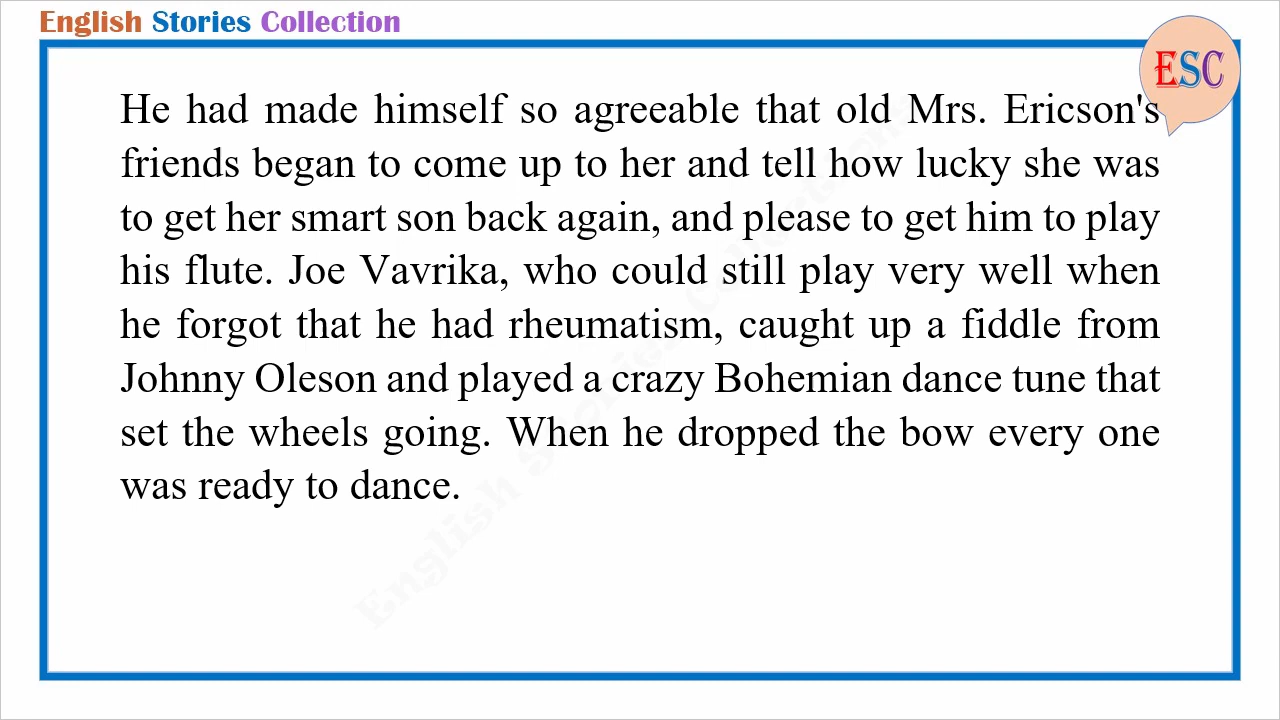 English Stories Collection
ESC
He had made himself so agreeable that old Mrs. Ericson's
friends began to come up to her and tell how lucky she was
to get her smart son back again, and please to get him to play
his flute. Joe Vavrika, who could still play very well when
he forgot that he had rheumatism, caught up a fiddle from
Johnny Oleson and played a crazy Bohemian dance tune that
set the wheels going. When he dropped the bow every one
was ready to dance.
English Stories Collection